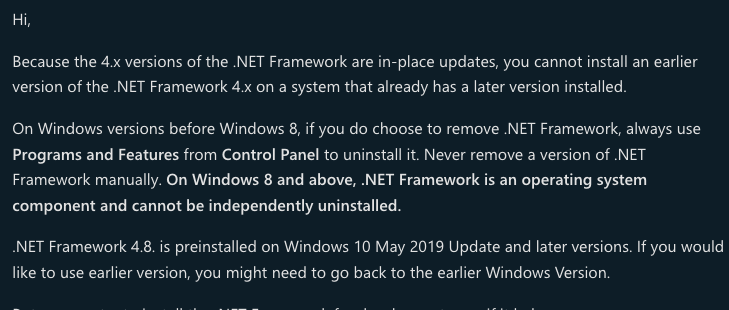 Hi,
Because the 4.x versions of the .NET Framework are in-place updates, you cannot install an earlier
version of the .NET Framework 4.x on a system that already has a later version installed.
On Windows versions before Windows 8, if you do choose to remove .NET Framework, always use
Programs and Features from Control Panel to uninstall it. Never remove a version of .NET
Framework manually. On Windows 8 and above, .NET Framework is an operating system
component and cannot be independently uninstalled.
.NET Framework 4.8. is preinstalled on Windows 10 May 2019 Update and later versions. If you would
like to use earlier version, you might need to go back to the earlier Windows Version.